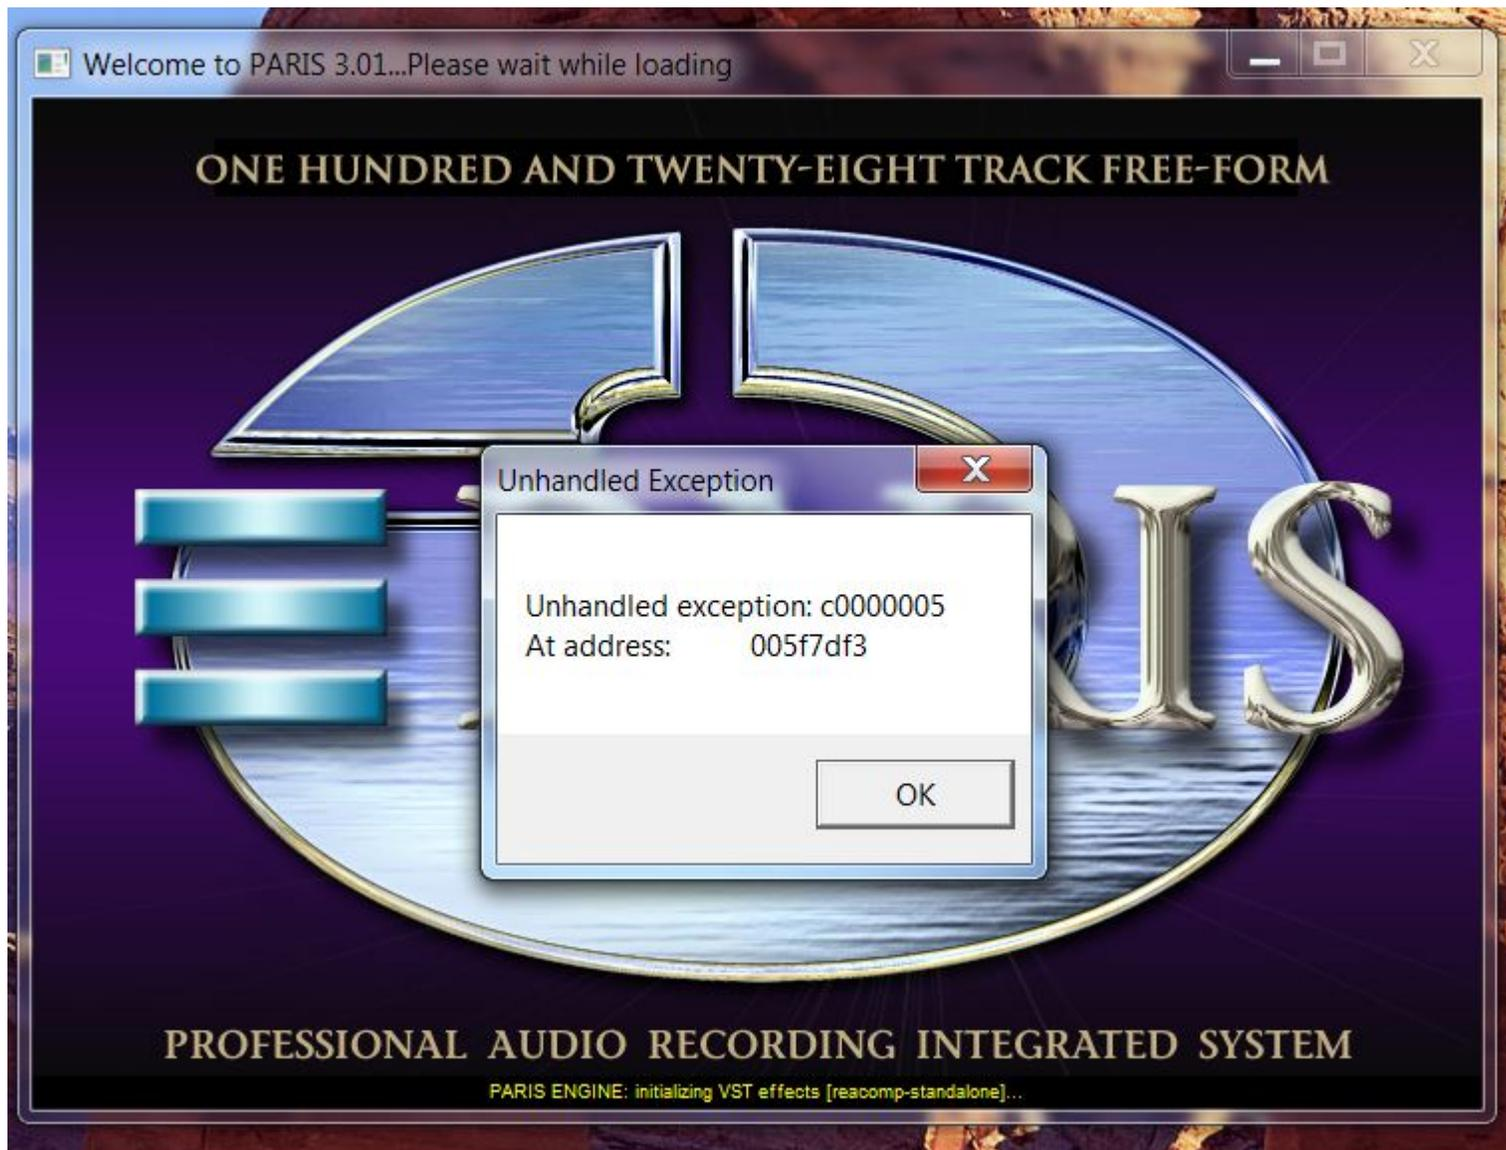 Welcome to PARIS 3.01...Please wait while loading
ONE HUNDRED AND TWENTY-EIGHT TRACK FREE-FORM
Unhandled Exception
Unhandled exception: c0000005
At address: 005f7df3
OK
RIS
PROFESSIONAL AUDIO RECORDING INTEGRATED SYSTEM
PARIS ENGINE: initializing VST effects [reacomp-standalone]...